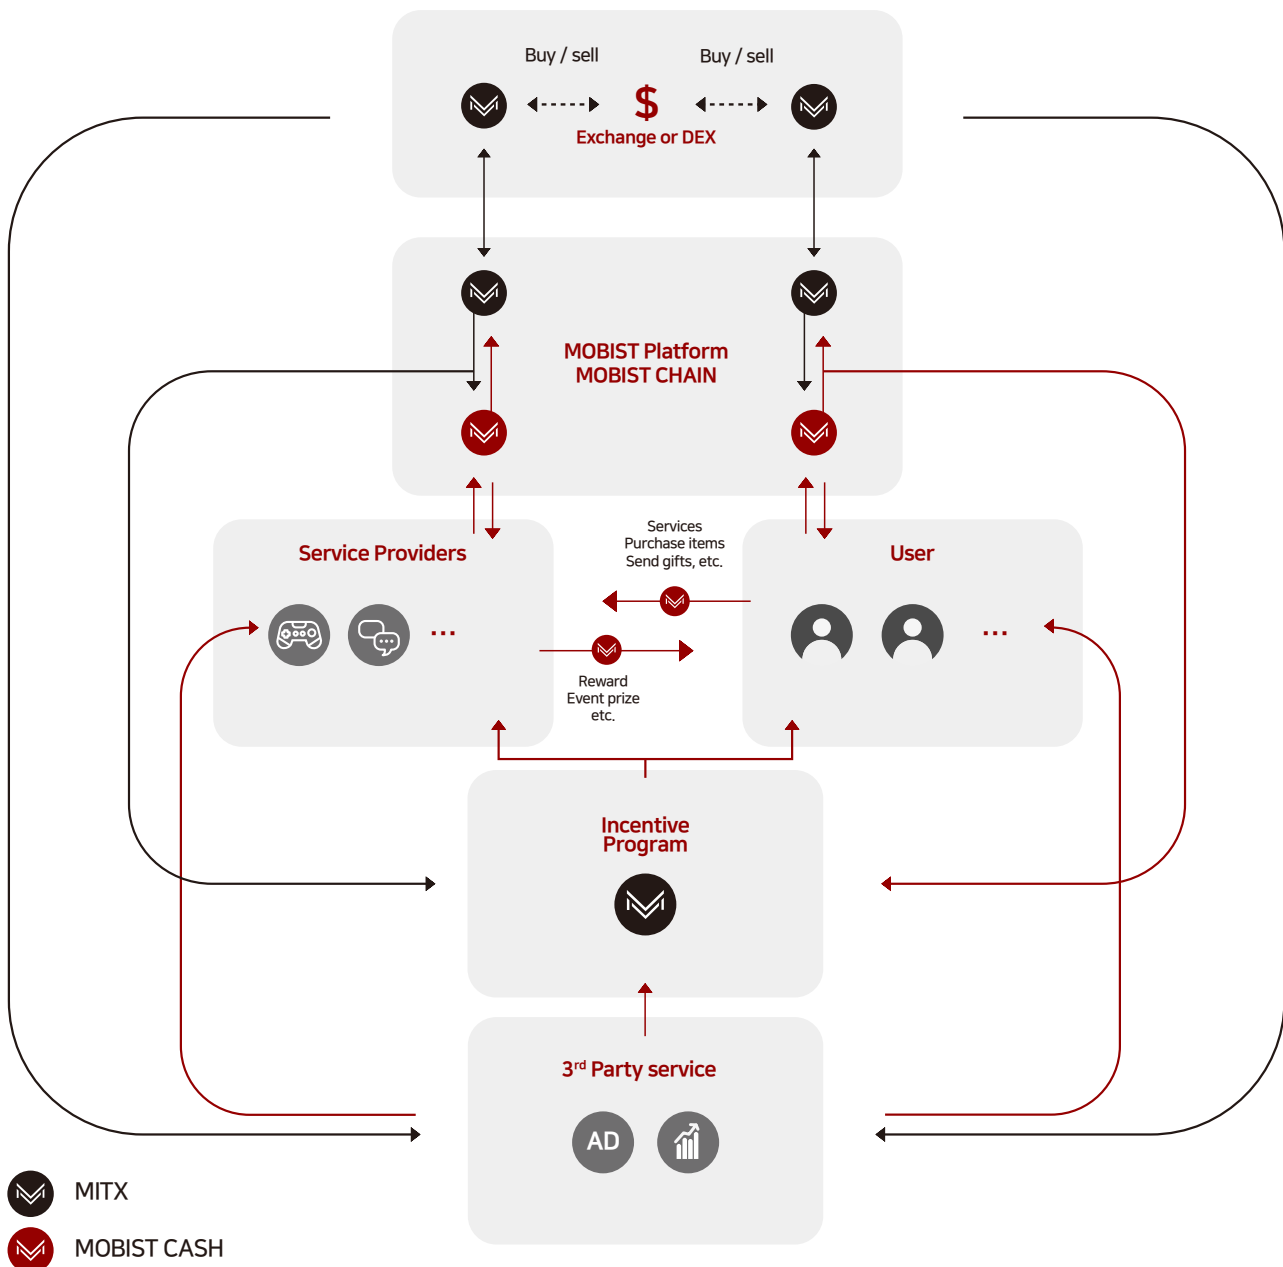 Buy / sell
Buy / sell
$
Exchange or DEX
MOBIST Platform
MOBIST CHAIN
Service Providers
...
Services
Purchase items
Send gifts, etc.
Reward
Event prize
etc.
User
...
Incentive
Program
3rd Party service
AD
MITX
MOBIST CASH